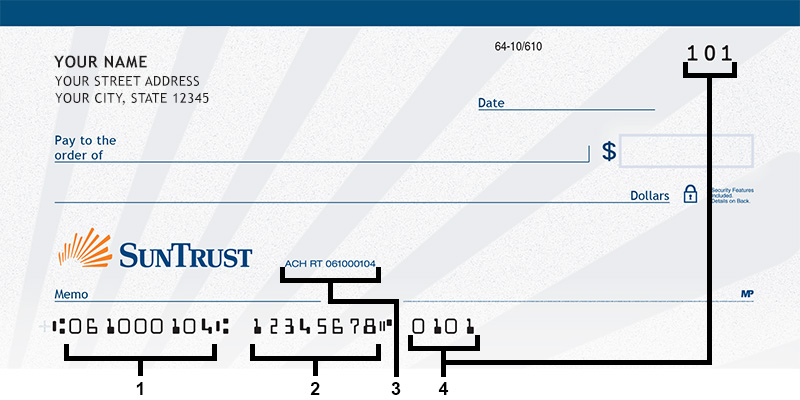 64-10/610
101
YOUR NAME
YOUR STREET ADDRESS
YOUR CITY, STATE 12345
Date
Pay to the
order of
$
Dollars
Security Features
Included.
Details on Back.
SUNTRUST
ACH RT 061000104
Memo
MP
⑆061000104⑆ 12345678⑈ 0101
1
2
3
4